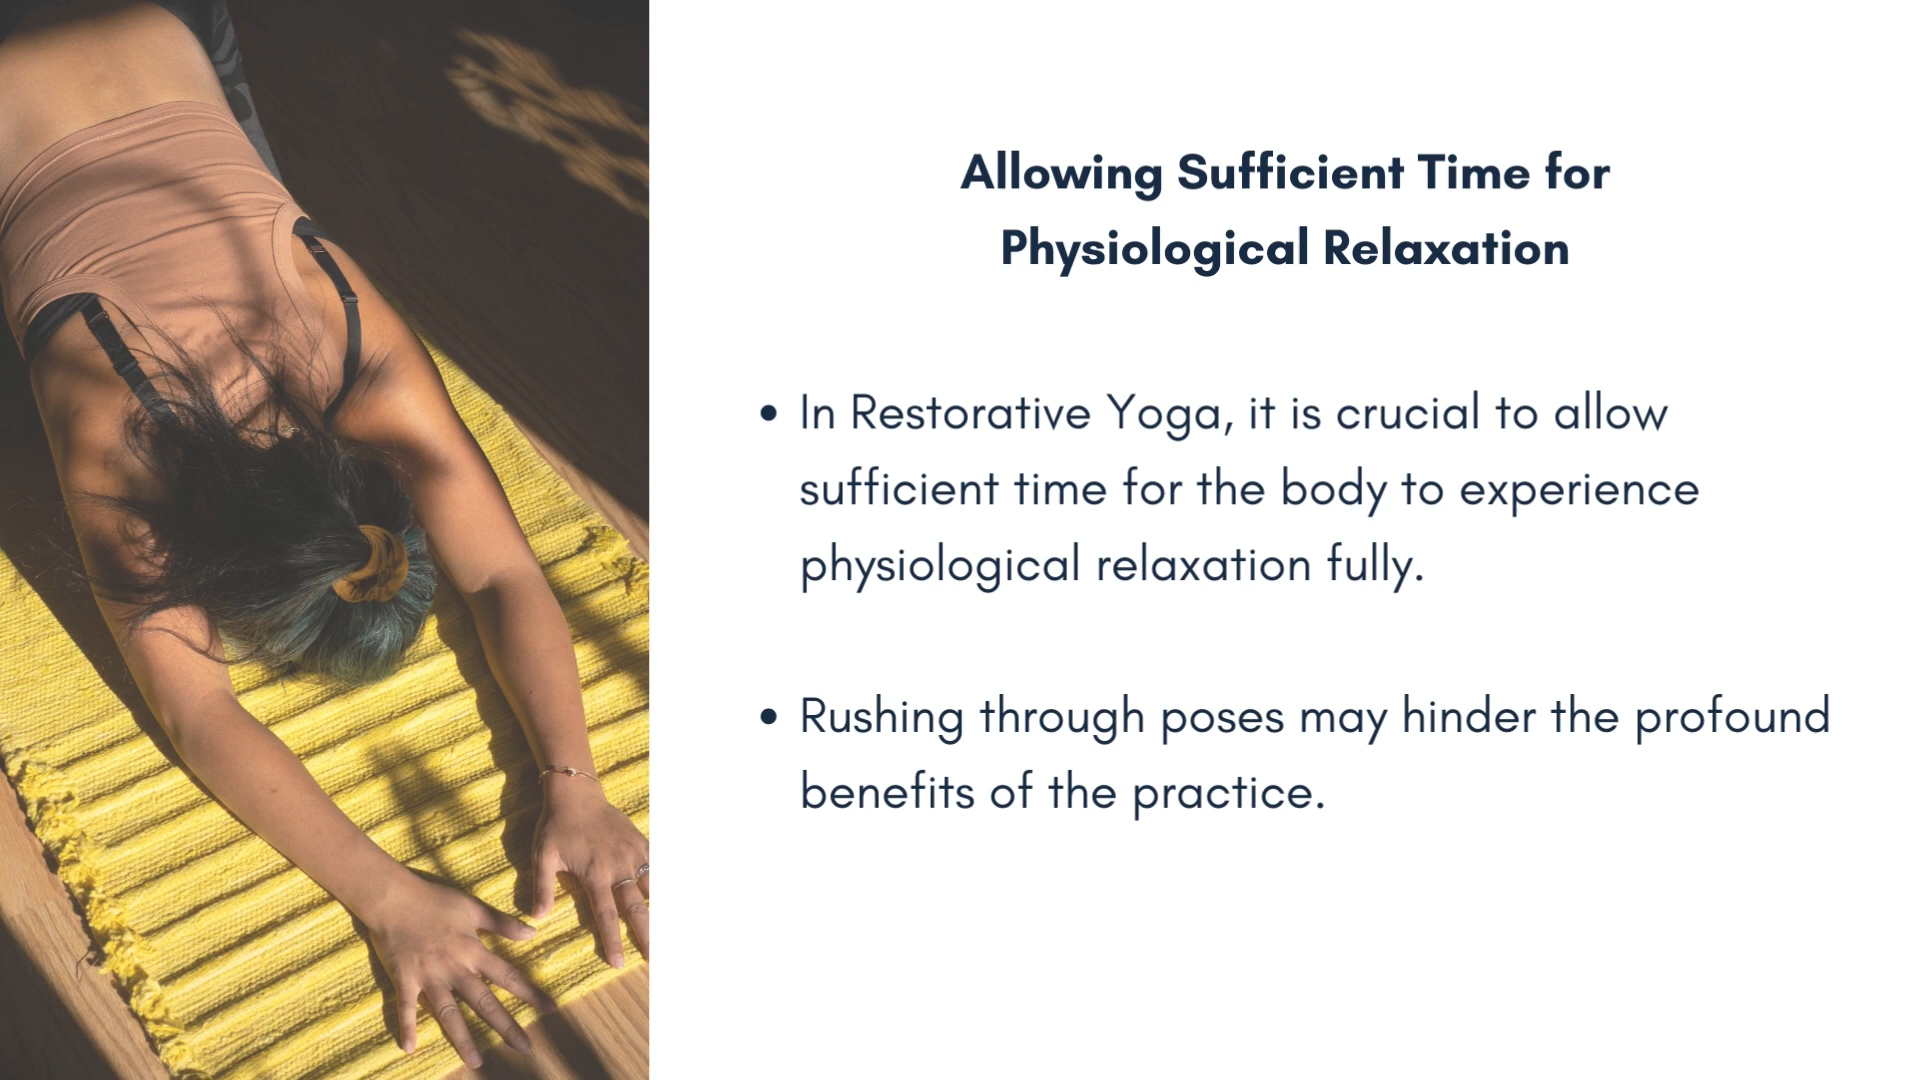 Allowing Sufficient Time for
Physiological Relaxation
• In Restorative Yoga, it is crucial to allow
sufficient time for the body to experience
physiological relaxation fully.
• Rushing through poses may hinder the profound
benefits of the practice.